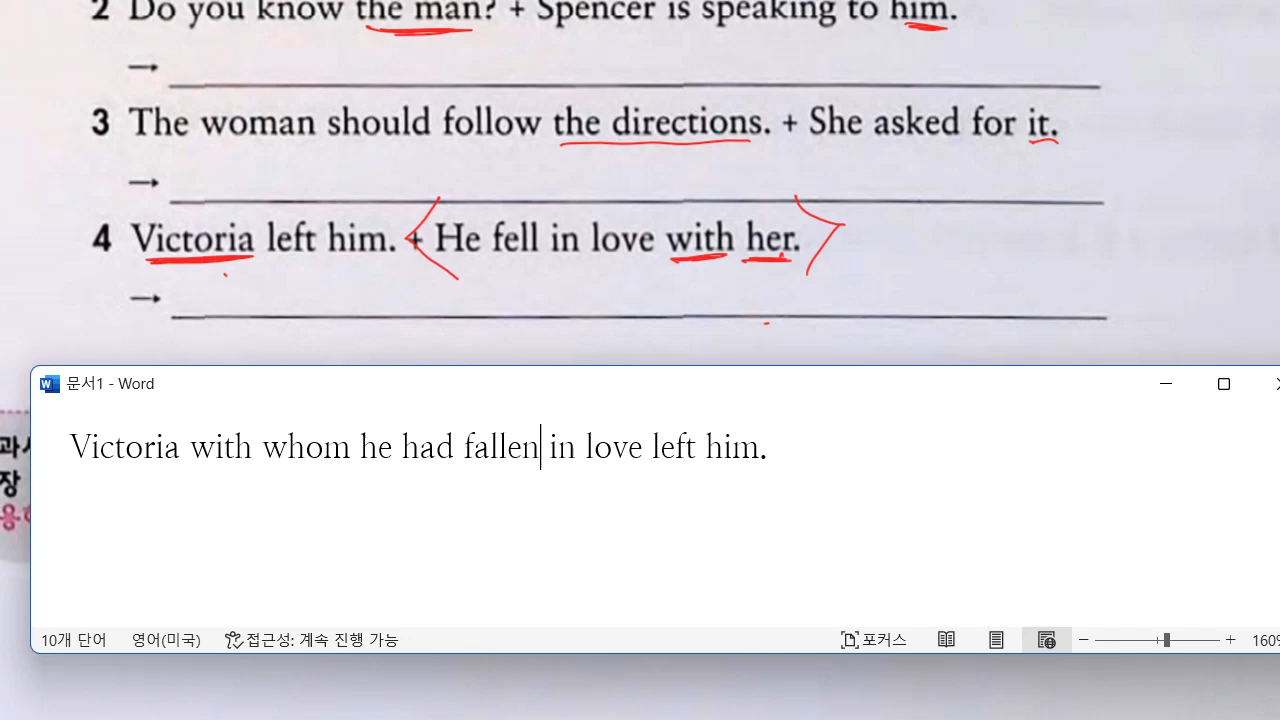 2 Do you know the man? + Spencer is speaking to him.
→
3 The woman should follow the directions. + She asked for it.
→
4 Victoria left him. + He fell in love with her.
→
문서1 - Word
Victoria with whom he had fallen in love left him.
장
10개 단어 영어(미국) 접근성: 계속 진행 가능 포커스 160%